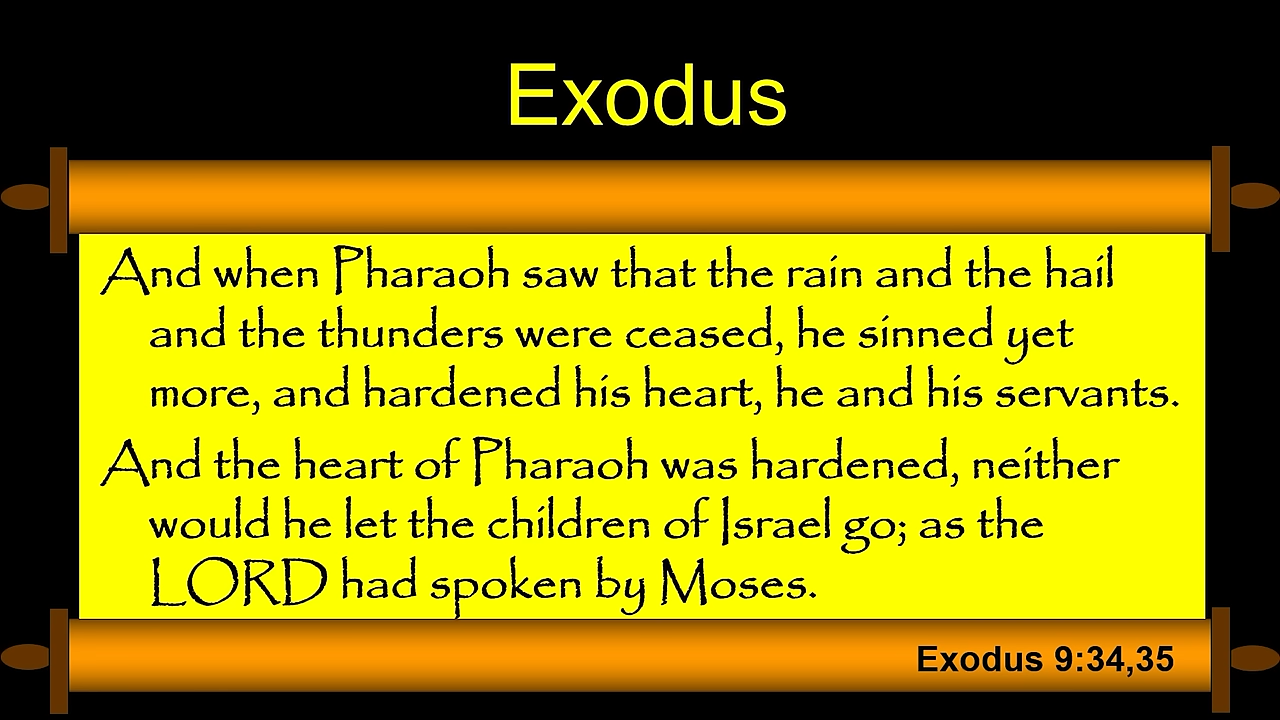 Exodus
And when Pharaoh saw that the rain and the hail
and the thunders were ceased, he sinned yet
more, and hardened his heart, he and his servants.
And the heart of Pharaoh was hardened, neither
would he let the children of Israel go; as the
LORD had spoken by Moses.
Exodus 9:34,35